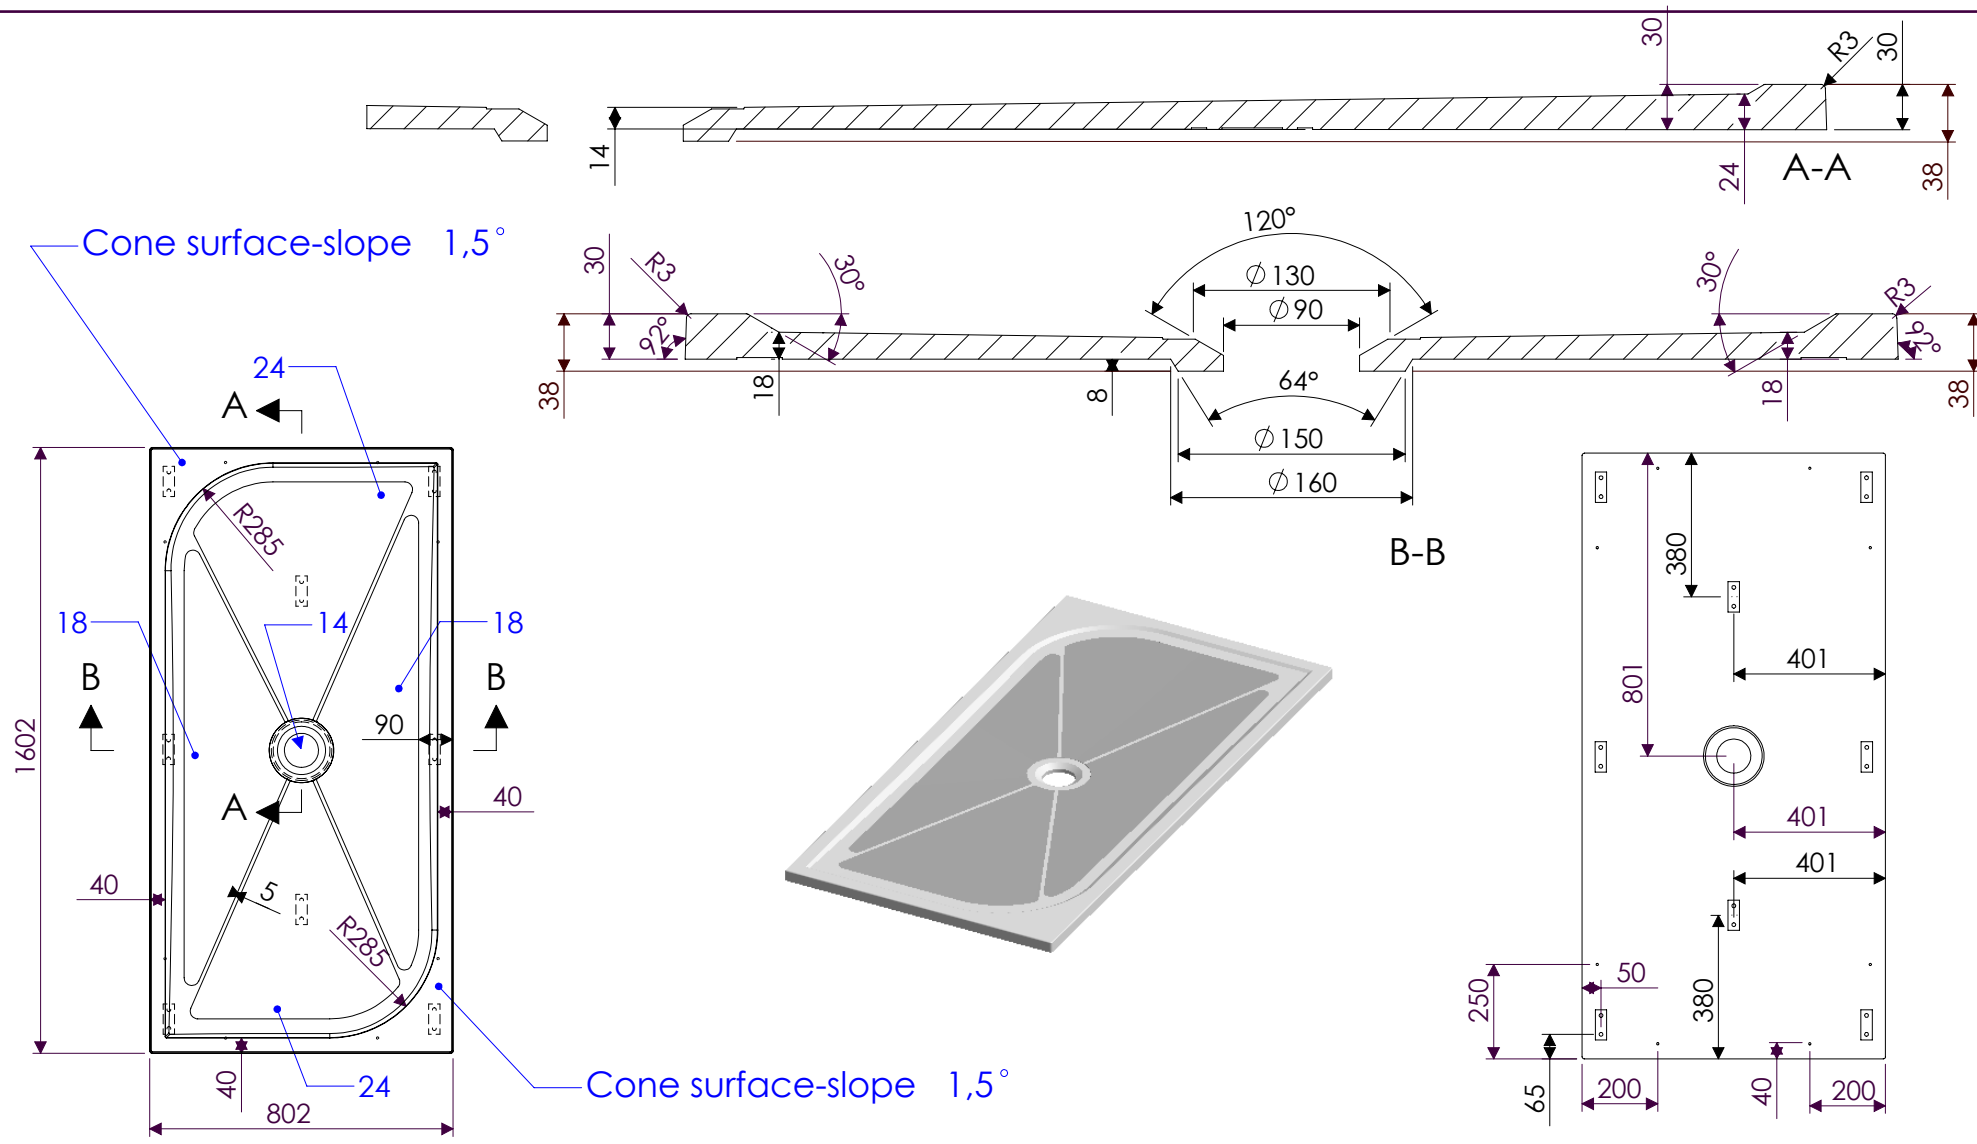 30
R3
30
14
24
A-A
38
Cone surface-slope 1,5°
120°
30
R3
30°
Ø130
30°
R3
Ø90
92°
92°
38
18
8
64°
18
38
24
A
Ø150
Ø160
B-B
R285
380
18
14
18
401
B
B
801
90
1602
A
40
401
40
5
401
R285
50
250
380
40
24
Cone surface-slope 1,5°
65
200
40
200
802